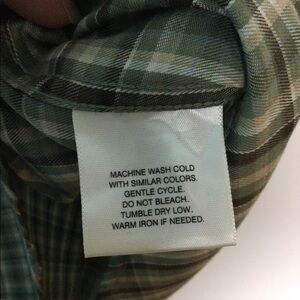 MACHINE WASH COLD
WITH SIMILAR COLORS.
GENTLE CYCLE.
DO NOT BLEACH.
TUMBLE DRY LOW.
WARM IRON IF NEEDED.